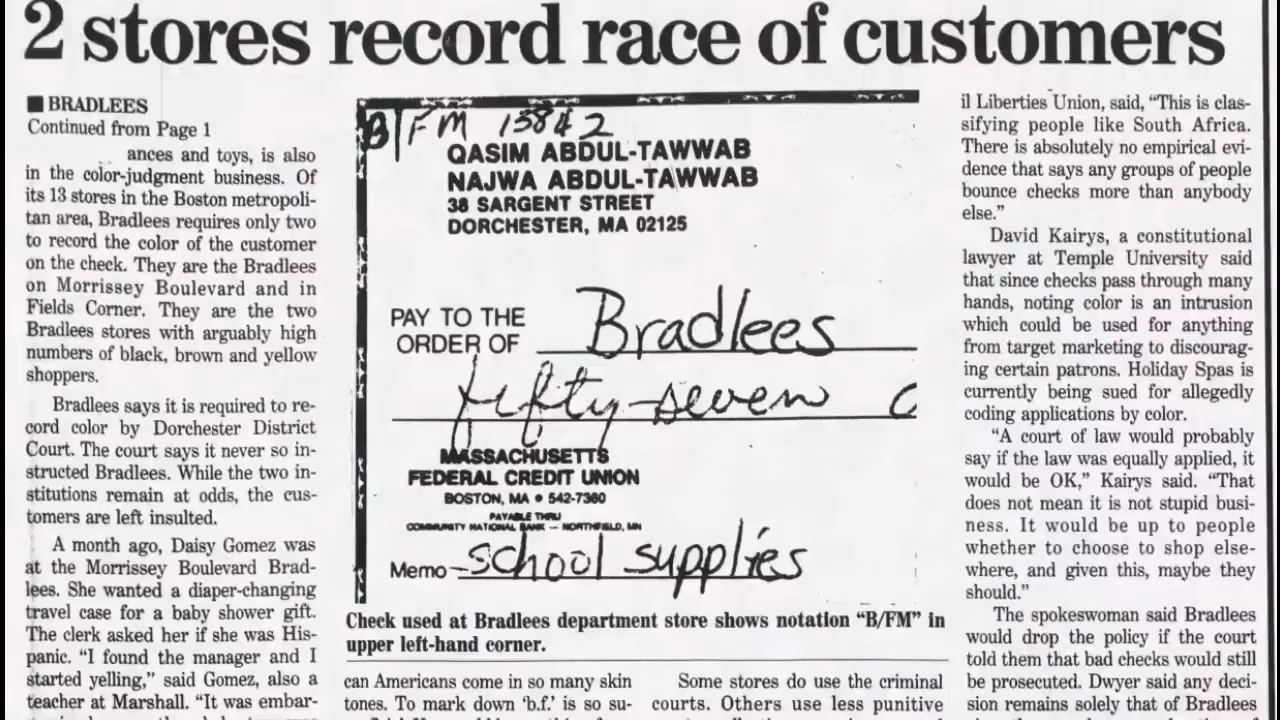 2 stores record race of customers
■ BRADLEES
Continued from Page 1
ances and toys, is also
in the color-judgment business. Of
its 13 stores in the Boston metropoli-
tan area, Bradlees requires only two
to record the color of the customer
on the check. They are the Bradlees
on Morrissey Boulevard and in
Fields Corner. They are the two
Bradlees stores with arguably high
numbers of black, brown and yellow
shoppers.
Bradlees says it is required to re-
cord color by Dorchester District
Court. The court says it never so in-
structed Bradlees. While the two in-
stitutions remain at odds, the cus-
tomers are left insulted.
A month ago, Daisy Gomez was
at the Morrissey Boulevard Brad-
lees. She wanted a diaper-changing
travel case for a baby shower gift.
The clerk asked her if she was His-
panic. “I found the manager and I
started yelling,” said Gomez, also a
teacher at Marshall. “It was embar-
B/FM 15842
QASIM ABDUL-TAWWAB
NAJWA ABDUL-TAWWAB
38 SARGENT STREET
DORCHESTER, MA 02125
PAY TO THE
ORDER OF Bradlees
fifty-seven
MASSACHUSETTS
FEDERAL CREDIT UNION
BOSTON, MA • 542-7360
PAYABLE THRU
COMMUNITY NATIONAL BANK — NORTHFIELD, MN
Memo school supplies
Check used at Bradlees department store shows notation “B/FM” in
upper left-hand corner.
can Americans come in so many skin
tones. To mark down ‘b.f.’ is so su-
Some stores do use the criminal
courts. Others use less punitive
il Liberties Union, said, “This is clas-
sifying people like South Africa.
There is absolutely no empirical evi-
dence that says any groups of people
bounce checks more than anybody
else.”
David Kairys, a constitutional
lawyer at Temple University said
that since checks pass through many
hands, noting color is an intrusion
which could be used for anything
from target marketing to discourag-
ing certain patrons. Holiday Spas is
currently being sued for allegedly
coding applications by color.
“A court of law would probably
say if the law was equally applied, it
would be OK,” Kairys said. “That
does not mean it is not stupid busi-
ness. It would be up to people
whether to choose to shop else-
where, and given this, maybe they
should.”
The spokeswoman said Bradlees
would drop the policy if the court
told them that bad checks would still
be prosecuted. Dwyer said any deci-
sion remains solely that of Bradlees